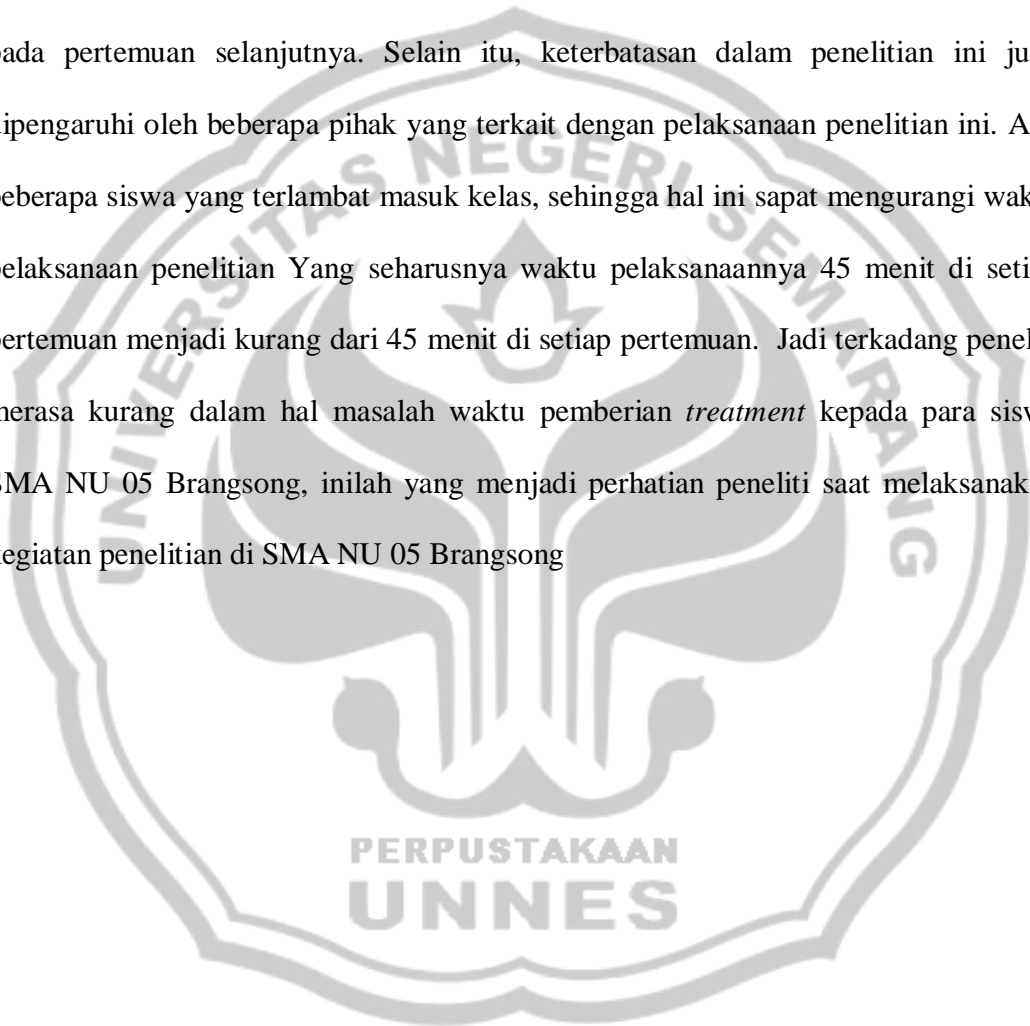 pada pertemuan selanjutnya. Selain itu, keterbatasan dalam penelitian ini ju
dipengaruhi oleh beberapa pihak yang terkait dengan pelaksanaan penelitian ini. A
beberapa siswa yang terlambat masuk kelas, sehingga hal ini sapat mengurangi wak
pelaksanaan penelitian Yang seharusnya waktu pelaksanaannya 45 menit di seti
pertemuan menjadi kurang dari 45 menit di setiap pertemuan. Jadi terkadang penel
merasa kurang dalam hal masalah waktu pemberian treatment kepada para sisw
SMA NU 05 Brangsong, inilah yang menjadi perhatian peneliti saat melaksanak
kegiatan penelitian di SMA NU 05 Brangsong
UNIVERSITAS NEGERI SEMARANG
PERPUSTAKAAN
UNNES